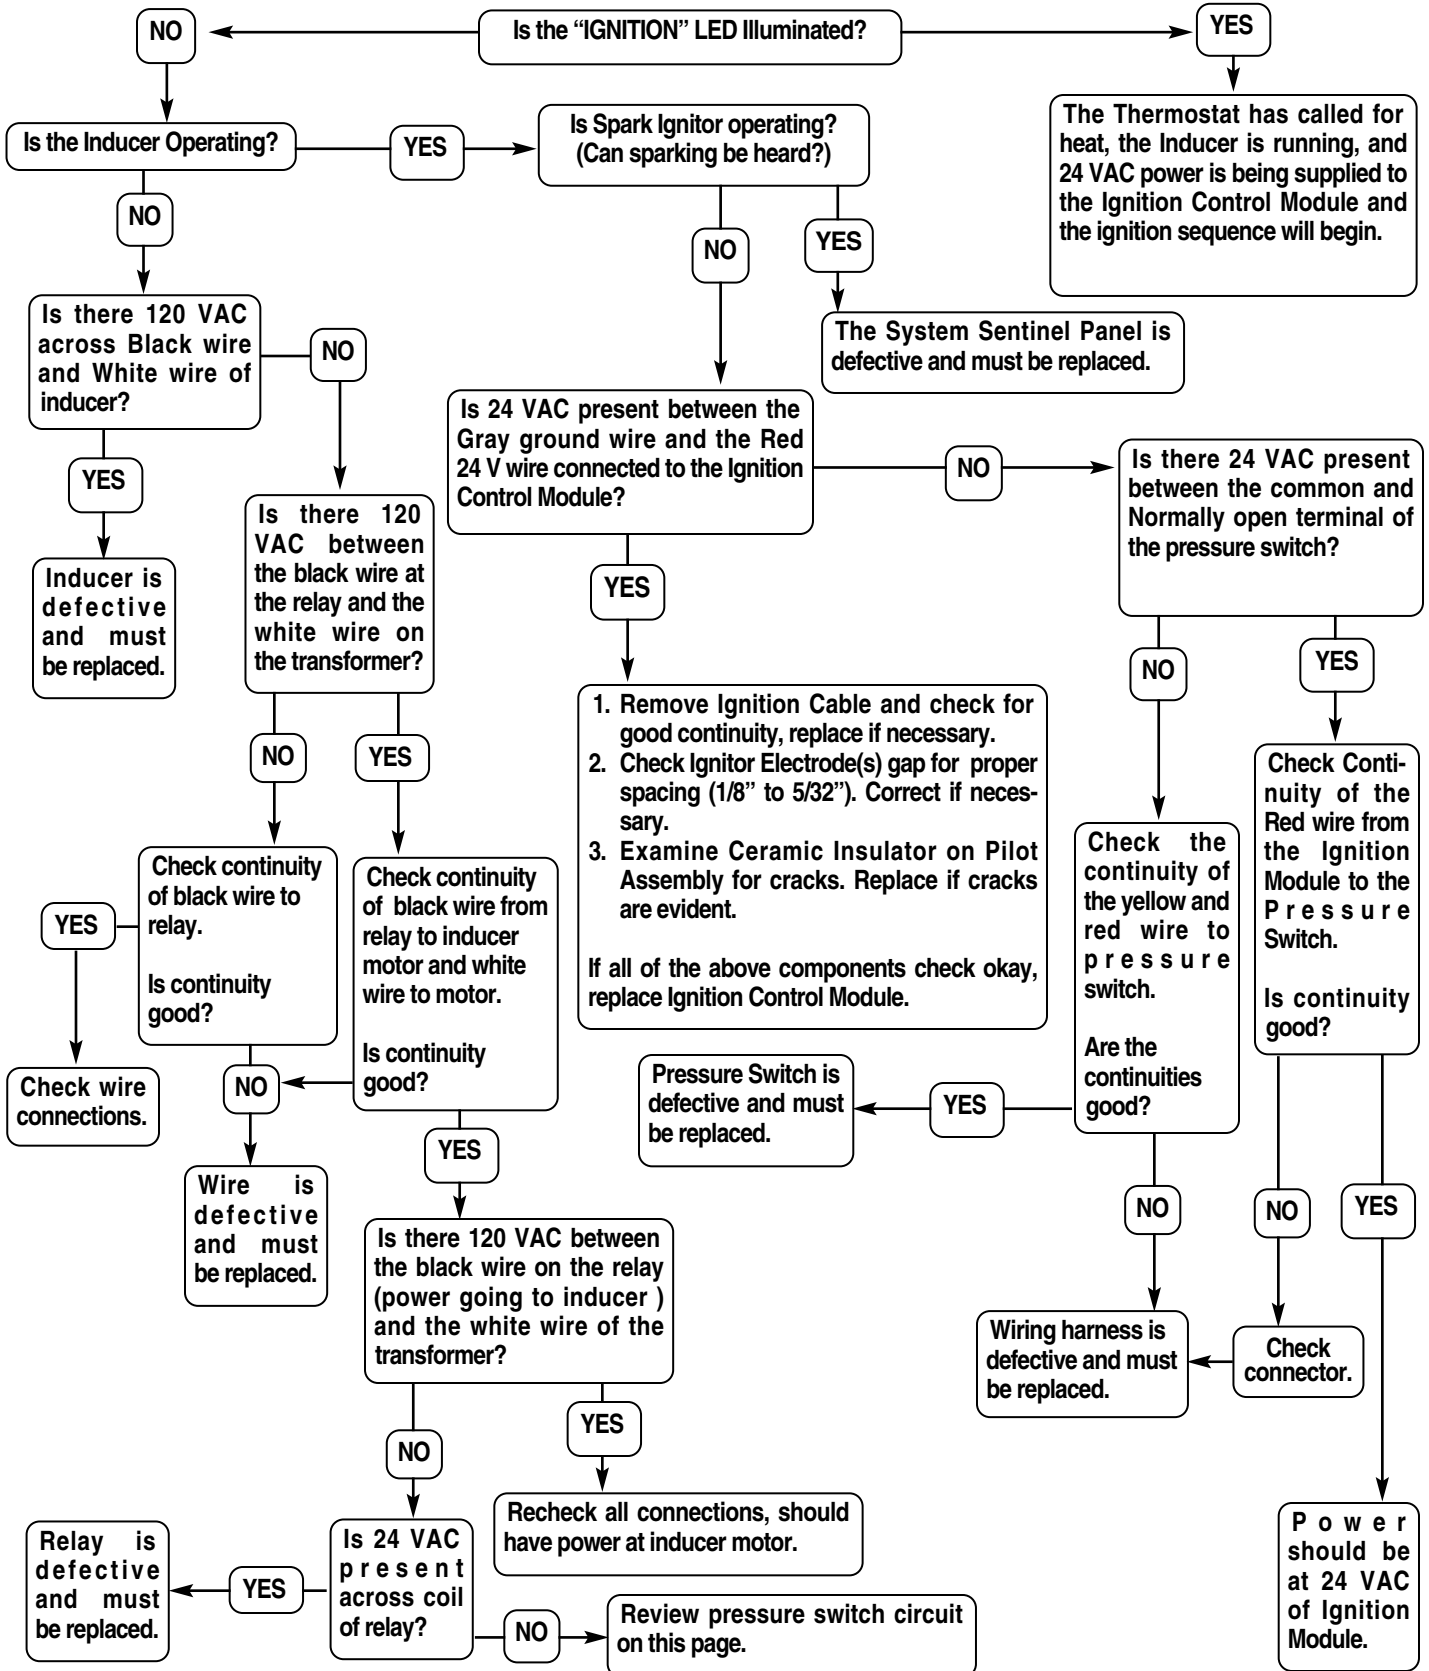 NO
Is the “IGNITION” LED Illuminated?
YES
Is the Inducer Operating?
YES
Is Spark Ignitor operating?
(Can sparking be heard?)
The Thermostat has called for
heat, the Inducer is running, and
24 VAC power is being supplied to
the Ignition Control Module and
the ignition sequence will begin.
NO
NO
YES
Is there 120 VAC
across Black wire
and White wire of
inducer?
NO
The System Sentinel Panel is
defective and must be replaced.
YES
Is 24 VAC present between the
Gray ground wire and the Red
24 V wire connected to the Ignition
Control Module?
NO
Is there 24 VAC present
between the common and
Normally open terminal of
the pressure switch?
Inducer is
defective
and must
be replaced.
Is there 120
VAC between
the black wire at
the relay and the
white wire on
the transformer?
YES
NO
YES
NO
YES
1. Remove Ignition Cable and check for
good continuity, replace if necessary.
2. Check Ignitor Electrode(s) gap for proper
spacing (1/8” to 5/32”). Correct if neces-
sary.
3. Examine Ceramic Insulator on Pilot
Assembly for cracks. Replace if cracks
are evident.
If all of the above components check okay,
replace Ignition Control Module.
Check Conti-
nuity of the
Red wire from
the Ignition
Module to the
Pressure
Switch.
Is continuity
good?
Check the
continuity of
the yellow and
red wire to
pressure
switch.
Are the
continuities
good?
YES
Check continuity
of black wire to
relay.
Is continuity
good?
Check continuity
of black wire from
relay to inducer
motor and white
wire to motor.
Is continuity
good?
Check wire
connections.
NO
Pressure Switch is
defective and must
be replaced.
YES
YES
Wire is
defective
and must
be replaced.
NO
NO
YES
Is there 120 VAC between
the black wire on the relay
(power going to inducer )
and the white wire of the
transformer?
Wiring harness is
defective and must
be replaced.
Check
connector.
NO
YES
Recheck all connections, should
have power at inducer motor.
Relay is
defective
and must
be replaced.
YES
Is 24 VAC
present
across coil
of relay?
NO
Review pressure switch circuit
on this page.
Power
should be
at 24 VAC
of Ignition
Module.